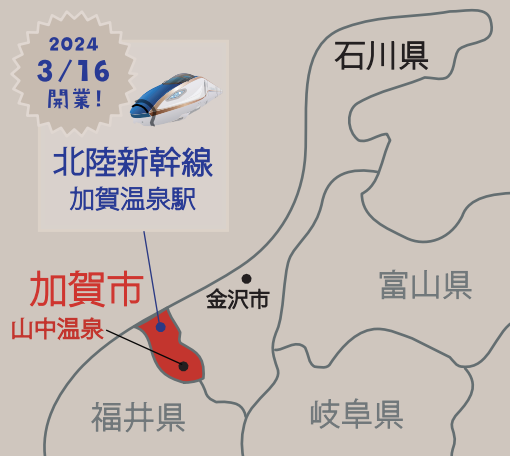 2024
3/16
開業!
北陸新幹線
加賀温泉駅
石川県
加賀市
山中温泉
金沢市
富山県
福井県
岐阜県